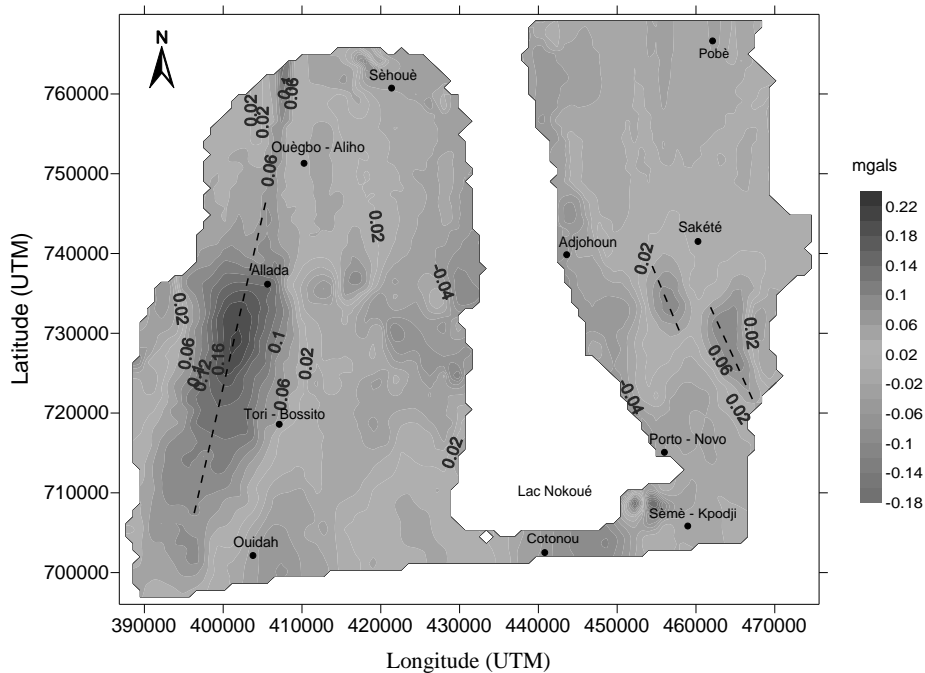 N
Pobè
760000
Sèhouè
0.1
0.06
0.02
0.02
Ouègbo - Aliho
mgals
750000
0.06
0.22
0.02
740000
Adjohoun
Sakété
0.18
Allada
-0.04
0.02
0.14
0.1
0.02
730000
0.06
0.1
0.02
0.06
0.12
0.16
0.02
0.06
0.02
-0.02
-0.04
0.06
0.02
-0.06
720000
Tori - Bossito
-0.1
0.02
Porto - Novo
-0.14
710000
Lac Nokoué
Sèmè - Kpodji
-0.18
Ouidah
Cotonou
700000
Latitude (UTM)
390000 400000 410000 420000 430000 440000 450000 460000 470000
Longitude (UTM)